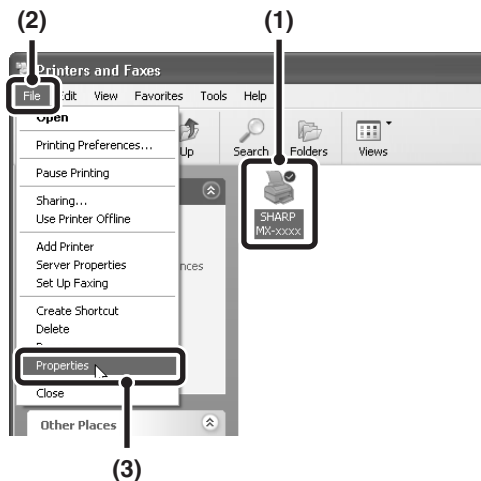 (2) (1)
Printers and Faxes
File Edit View Favorites Tools Help
Open
Printing Preferences...
Pause Printing
Sharing...
Use Printer Offline
Add Printer
Server Properties
Set Up Faxing
Create Shortcut
Delete
Properties
Close
Up Search Folders Views
SHARP
MX-xxxx
nces
Other Places
(3)